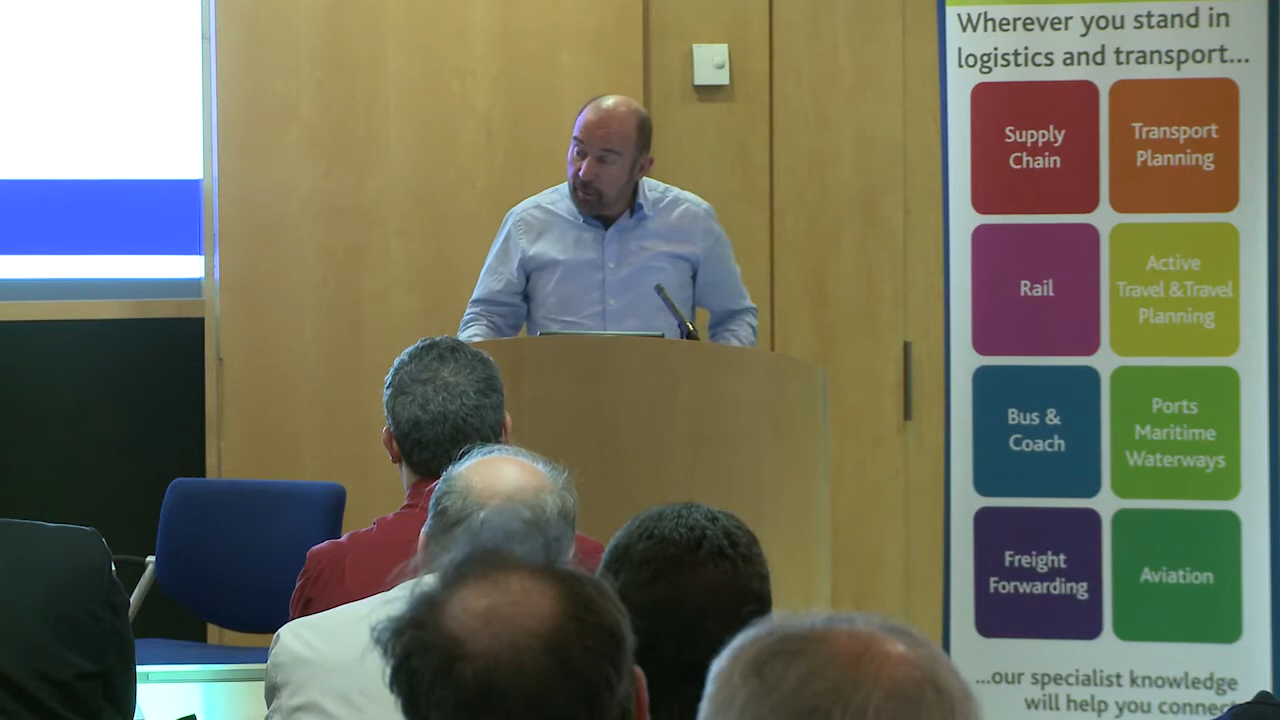 Wherever you stand in
logistics and transport...
Supply
Chain
Transport
Planning
Rail
Active
Travel &Travel
Planning
Bus &
Coach
Ports
Maritime
Waterways
Freight
Forwarding
Aviation
...our specialist knowledge
will help you connect